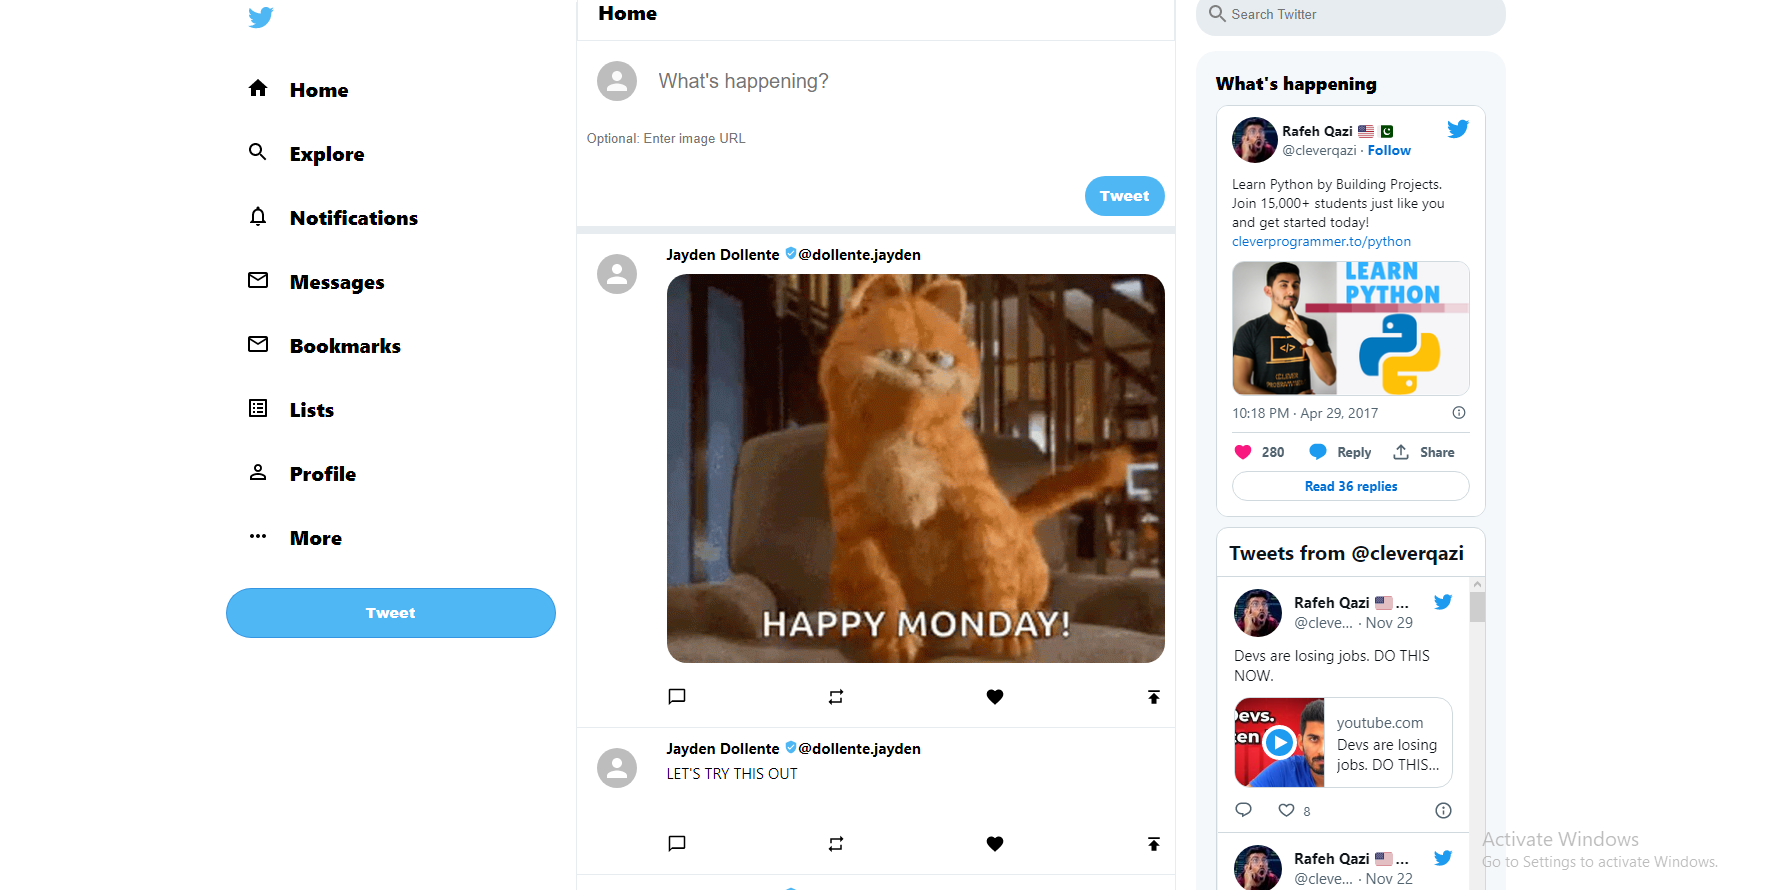 Home
Explore
Notifications
Messages
Bookmarks
Lists
Profile
More
Tweet
Home
What's happening?
Optional: Enter image URL
Tweet
Jayden Dollente @dollente.jayden
HAPPY MONDAY!
Jayden Dollente @dollente.jayden
LET'S TRY THIS OUT
Search Twitter
What's happening
Rafeh Qazi
@cleverqazi · Follow
Learn Python by Building Projects.
Join 15,000+ students just like you
and get started today!
cleverprogrammer.to/python
LEARN
PYTHON
10:18 PM · Apr 29, 2017
280 Reply Share
Read 36 replies
Tweets from @cleverqazi
Rafeh Qazi ...
@cleve... · Nov 29
Devs are losing jobs. DO THIS
NOW.
youtube.com
Devs are losing
jobs. DO THIS...
8
Rafeh Qazi ...
@cleve... · Nov 22
Activate Windows
Go to Settings to activate Windows.